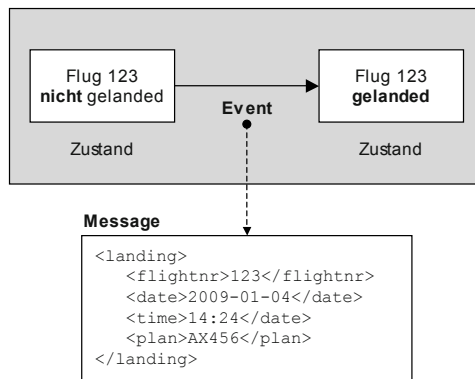 Flug 123
nicht gelanded
Flug 123
gelanded
Event
Zustand
Zustand
Message
<landing>
<flightnr>123</flightnr>
<date>2009-01-04</date>
<time>14:24</date>
<plan>AX456</plan>
</landing>